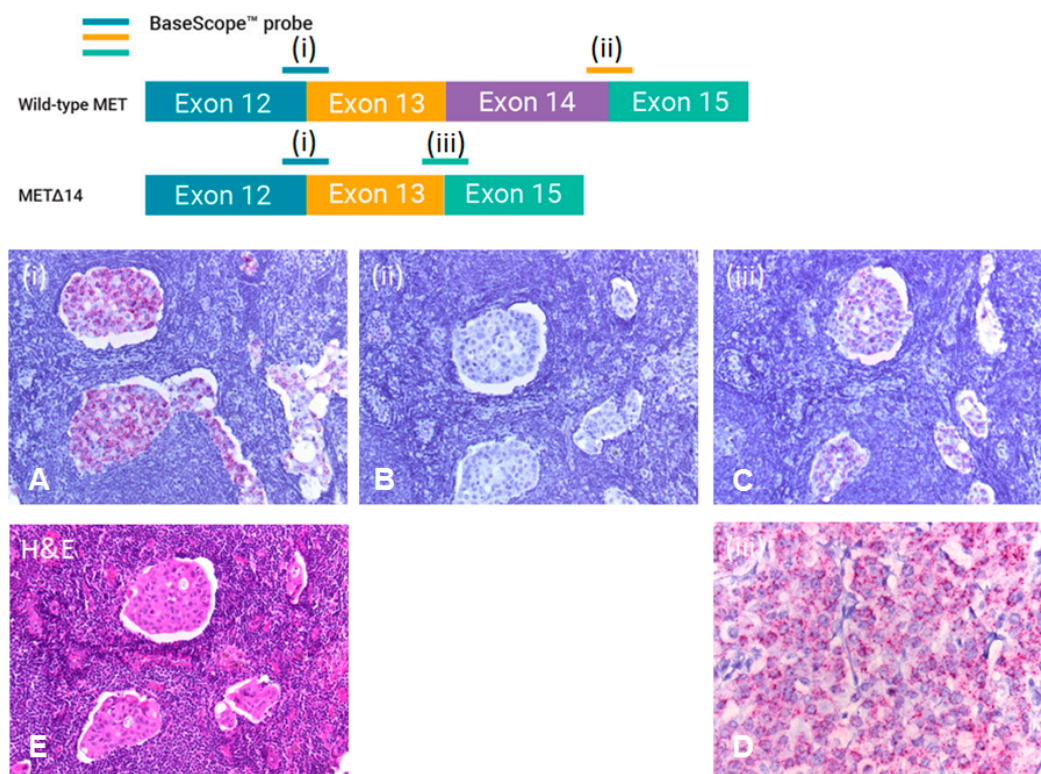 BaseScope™ probe
(i)
(ii)
Wild-type MET
Exon 12
Exon 13
Exon 14
Exon 15
(i)
(iii)
METΔ14
Exon 12
Exon 13
Exon 15
(i)
(ii)
(iii)
A
B
C
H&E
(iii)
E
D